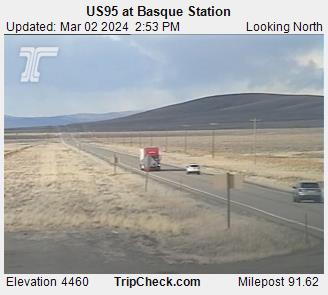 US95 at Basque Station
Updated: Mar 02 2024 2:53 PM Looking North
Elevation 4460 TripCheck.com Milepost 91.62